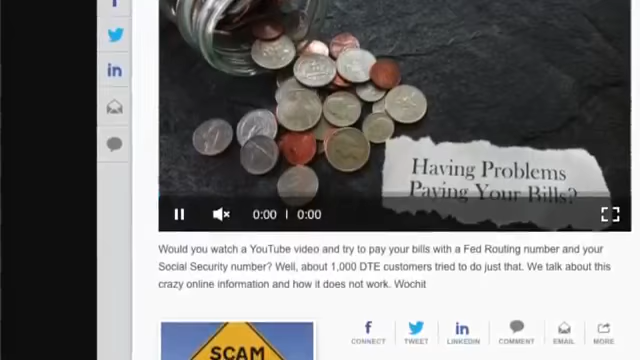 Having Problems
Paying Your Bills?
0:00 | 0:00
Would you watch a YouTube video and try to pay your bills with a Fed Routing number and your
Social Security number? Well, about 1,000 DTE customers tried to do just that. We talk about this
crazy online information and how it does not work. Wochit
SCAM
CONNECT TWEET LINKEDIN COMMENT EMAIL MORE